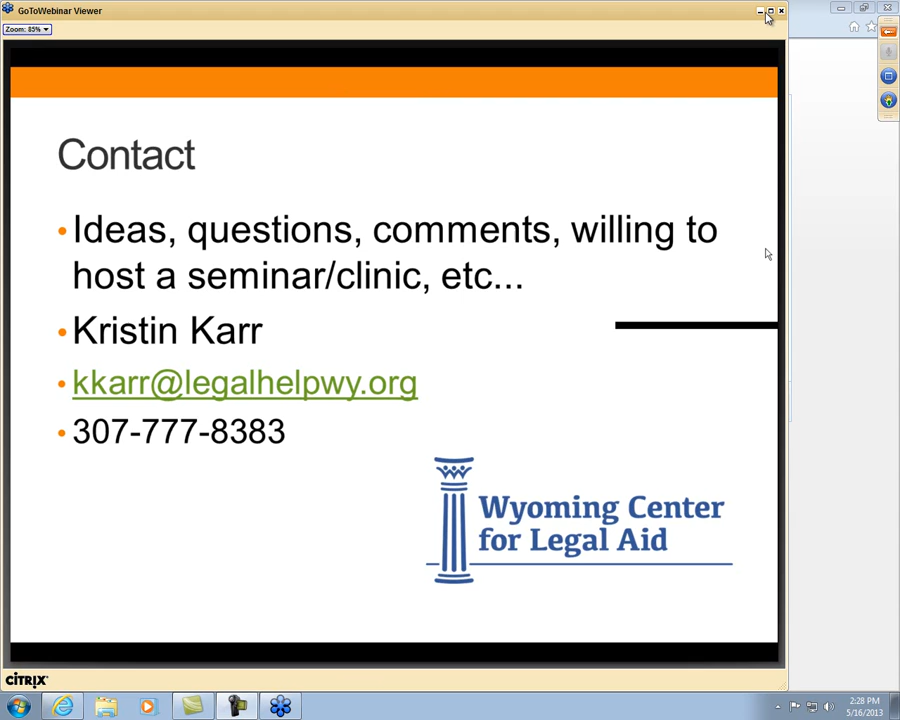 GoToWebinar Viewer
Zoom: 85%
Contact
•Ideas, questions, comments, willing to
host a seminar/clinic, etc...
•Kristin Karr
•kkarr@legalhelpwy.org
•307-777-8383
Wyoming Center
for Legal Aid
CITRIX
2:28 PM
5/16/2013